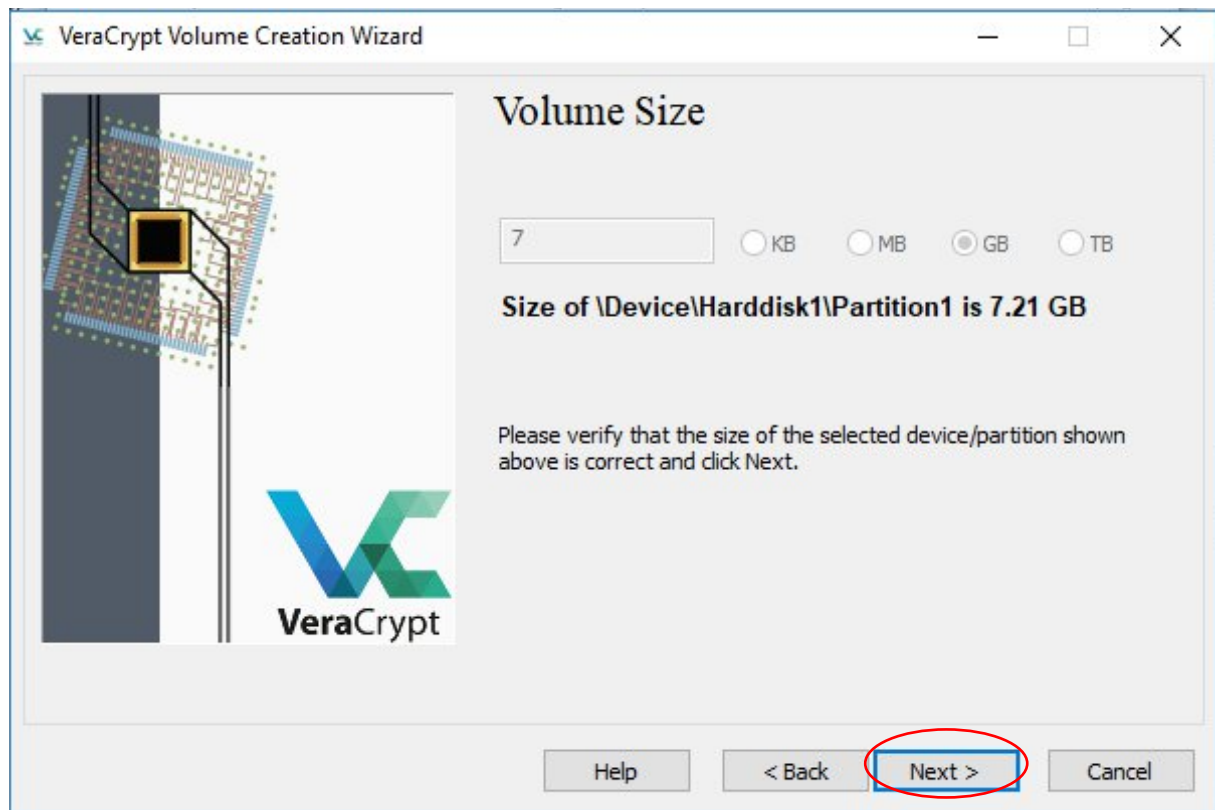 VeraCrypt Volume Creation Wizard
Volume Size
7 KB MB GB TB
Size of \Device\Harddisk1\Partition1 is 7.21 GB
Please verify that the size of the selected device/partition shown
above is correct and click Next.
VeraCrypt
Help < Back Next > Cancel